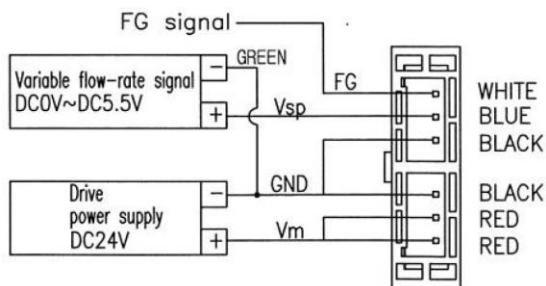 FG signal
GREEN
Variable flow-rate signal
DC0V~DC5.5V
−
+
FG
Vsp
WHITE
BLUE
BLACK
Drive
power supply
DC24V
−
+
GND
Vm
BLACK
RED
RED